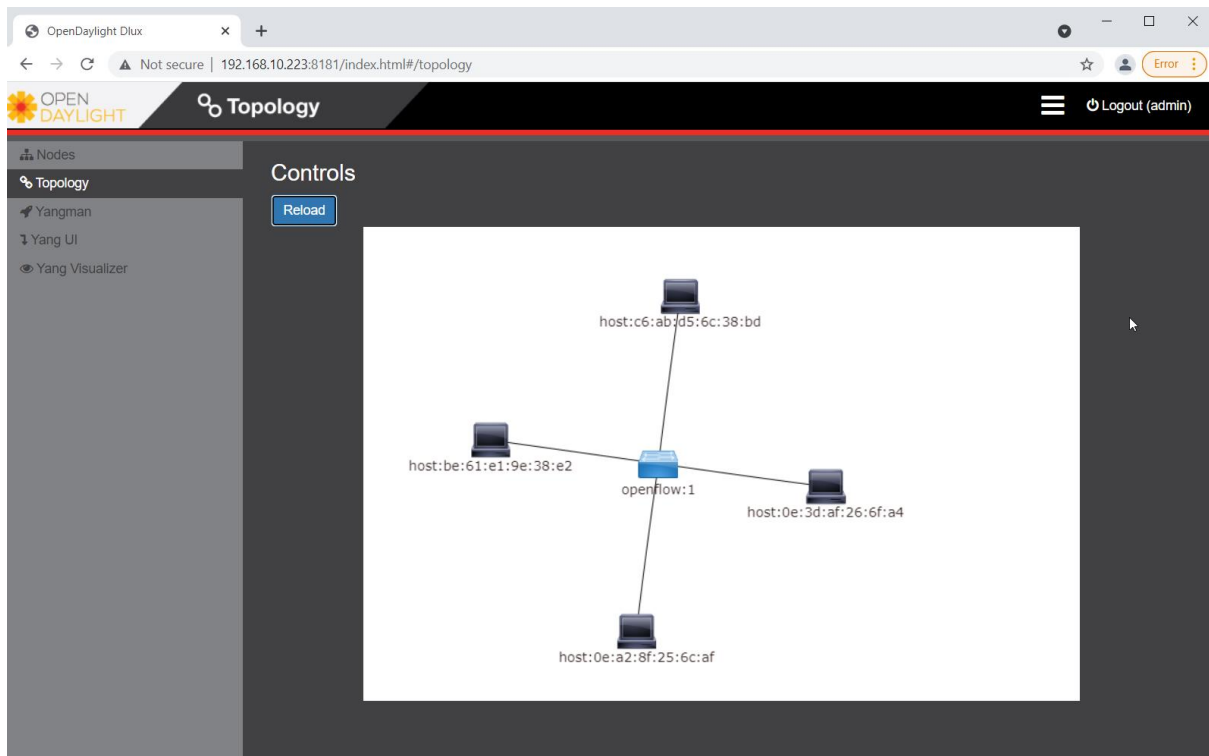 OpenDaylight Dlux
Not secure | 192.168.10.223:8181/index.html#/topology
Error
OPEN
DAYLIGHT
Topology
Logout (admin)
Nodes
Topology
Yangman
Yang UI
Yang Visualizer
Controls
Reload
host:c6:ab:d5:6c:38:bd
host:be:61:e1:9e:38:e2
openflow:1
host:0e:3d:af:26:6f:a4
host:0e:a2:8f:25:6c:af